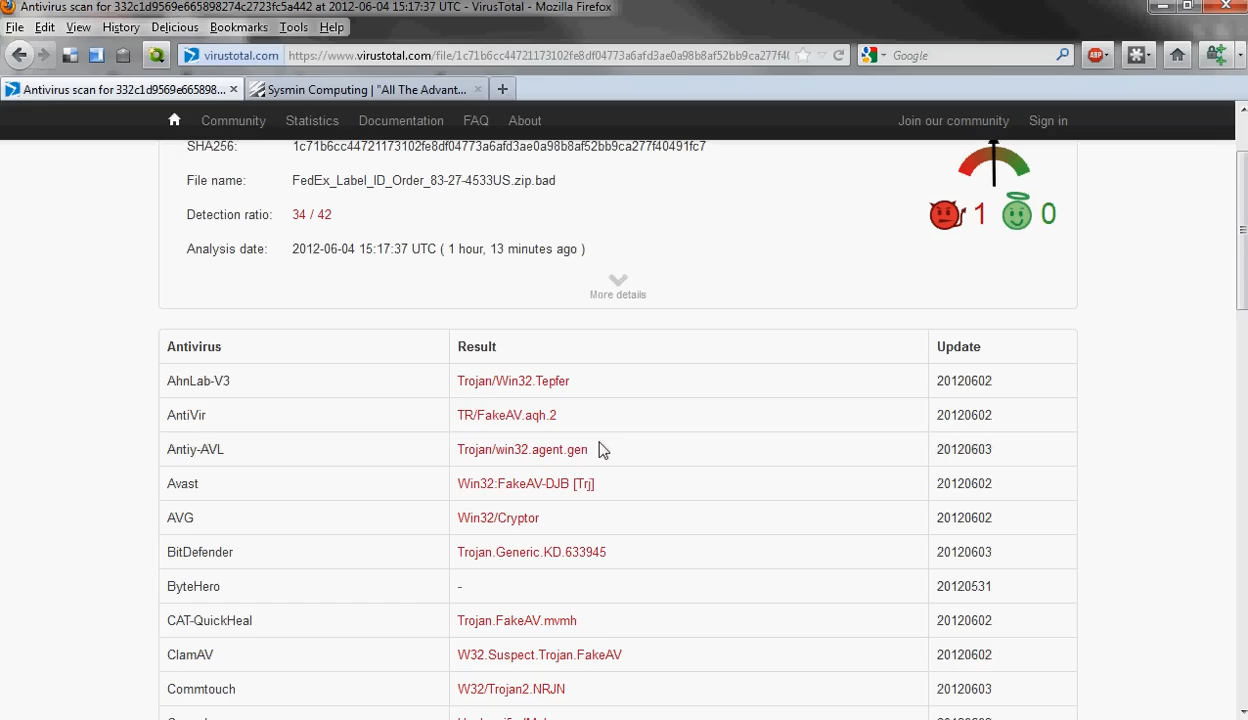 Antivirus scan for 332c1d9569e665898274c2723fc5a442 at 2012-06-04 15:17:37 UTC - VirusTotal - Mozilla Firefox
File Edit View History Delicious Bookmarks Tools Help
virustotal.com https://www.virustotal.com/file/1c71b6cc44721173102fe8df04773a6afd3ae0a98b8af52bb9ca277f4( Google ABP
Antivirus scan for 332c1d9569e665898... Sysmin Computing | "All The Advant...
Community Statistics Documentation FAQ About Join our community Sign in
SHA256: 1c71b6cc44721173102fe8df04773a6afd3ae0a98b8af52bb9ca277f40491fc7
File name: FedEx_Label_ID_Order_83-27-4533US.zip.bad
Detection ratio: 34 / 42
1 0
Analysis date: 2012-06-04 15:17:37 UTC ( 1 hour, 13 minutes ago )
More details
Antivirus Result Update
AhnLab-V3 Trojan/Win32.Tepfer 20120602
AntiVir TR/FakeAV.aqh.2 20120602
Antiy-AVL Trojan/win32.agent.gen 20120603
Avast Win32:FakeAV-DJB [Trj] 20120602
AVG Win32/Cryptor 20120602
BitDefender Trojan.Generic.KD.633945 20120603
ByteHero - 20120531
CAT-QuickHeal Trojan.FakeAV.mvmh 20120602
ClamAV W32.Suspect.Trojan.FakeAV 20120602
Commtouch W32/Trojan2.NRJN 20120603